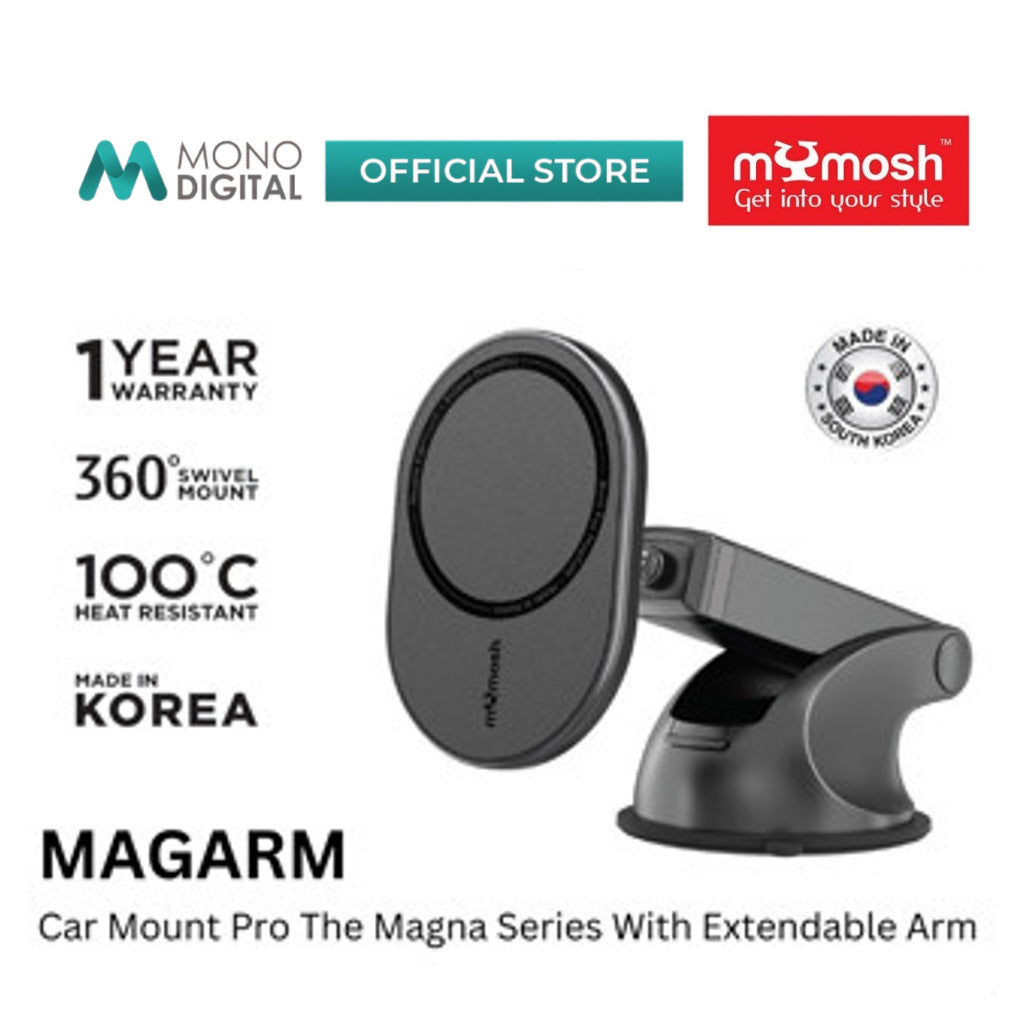 MONO
DIGITAL
OFFICIAL STORE
mymosh™
Get into your style
1 YEAR
WARRANTY
360° SWIVEL
MOUNT
100°C
HEAT RESISTANT
MADE IN
KOREA
MADE IN
SOUTH KOREA
mymosh
MAGARM
Car Mount Pro The Magna Series With Extendable Arm